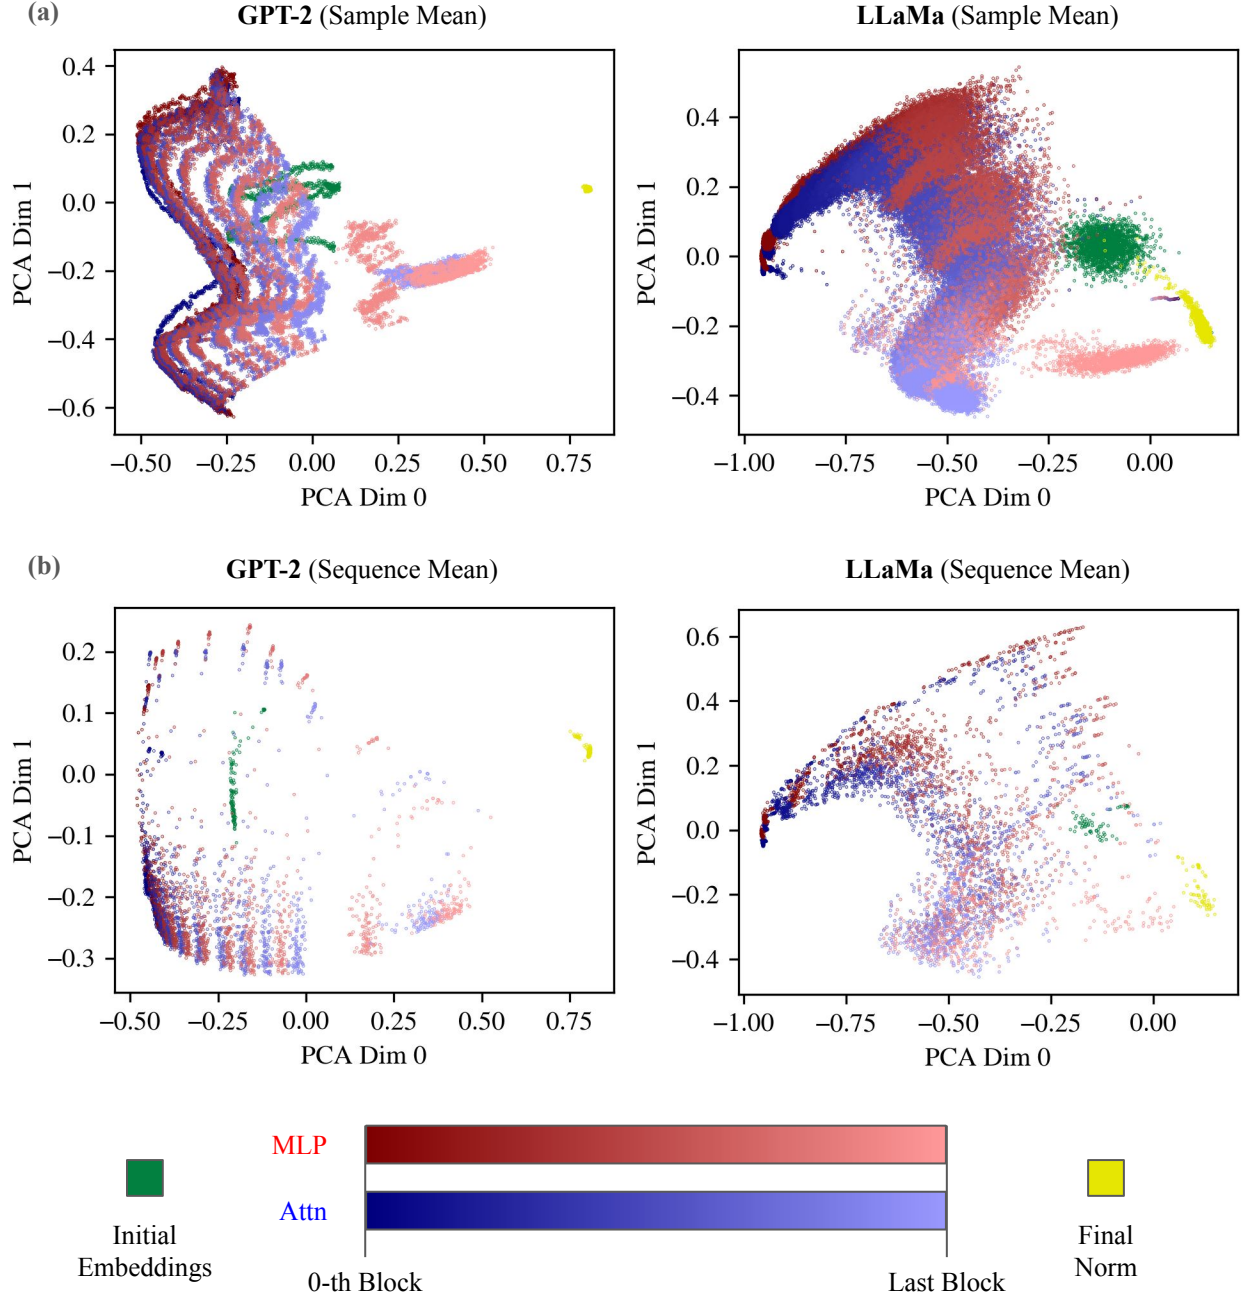 (a)
GPT-2 (Sample Mean)
LLaMa (Sample Mean)
0.4
0.2
0.0
−0.2
−0.4
−0.6
PCA Dim 1
−0.50 −0.25 0.00 0.25 0.50 0.75
PCA Dim 0
0.4
0.2
0.0
−0.2
−0.4
PCA Dim 1
−1.00 −0.75 −0.50 −0.25 0.00
PCA Dim 0
(b)
GPT-2 (Sequence Mean)
LLaMa (Sequence Mean)
0.2
0.1
0.0
−0.1
−0.2
−0.3
PCA Dim 1
−0.50 −0.25 0.00 0.25 0.50 0.75
PCA Dim 0
0.6
0.4
0.2
0.0
−0.2
−0.4
PCA Dim 1
−1.00 −0.75 −0.50 −0.25 0.00
PCA Dim 0
MLP
Attn
Initial
Embeddings
0-th Block
Last Block
Final
Norm